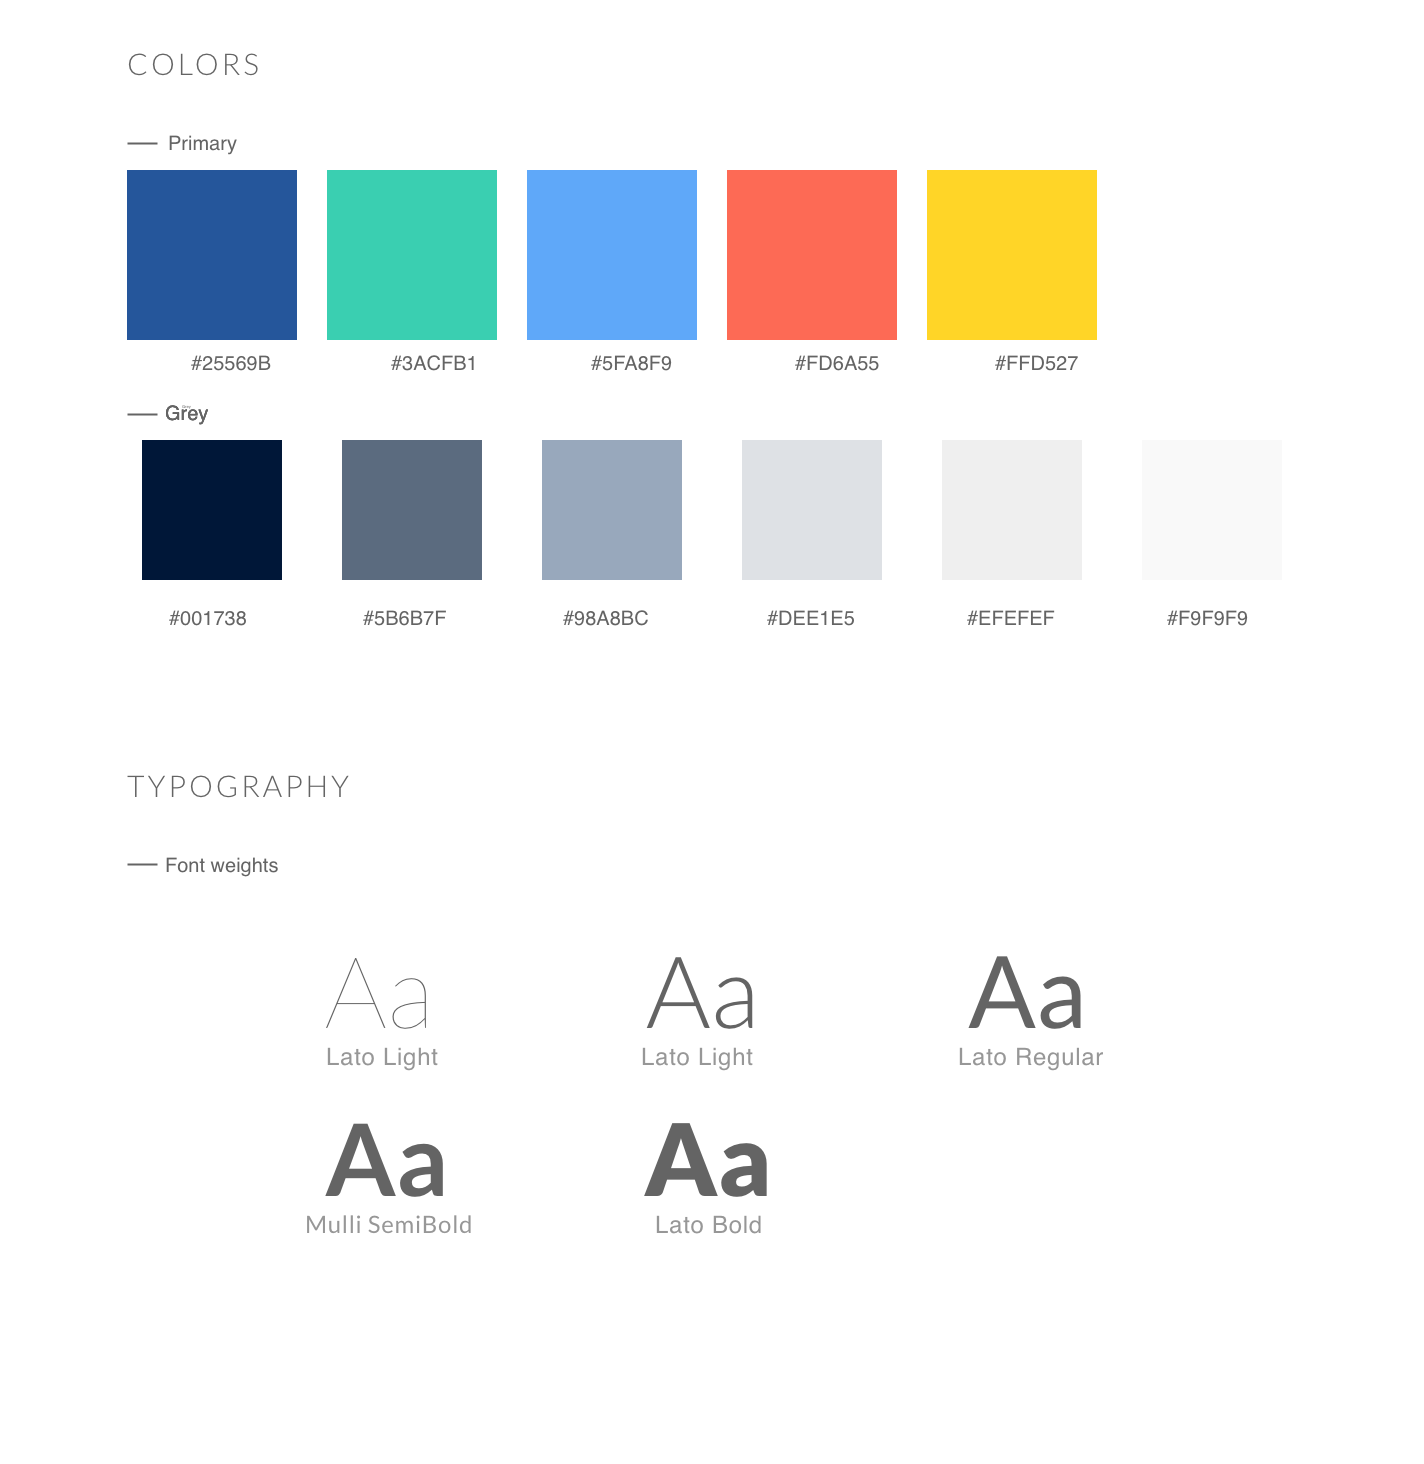 COLORS
Primary
#25569B #3ACFB1 #5FA8F9 #FD6A55 #FFD527
Grey
#001738 #5B6B7F #98A8BC #DEE1E5 #EFEFEF #F9F9F9
TYPOGRAPHY
Font weights
Aa Aa Aa
Lato Light Lato Light Lato Regular
Aa Aa
Mulli SemiBold Lato Bold